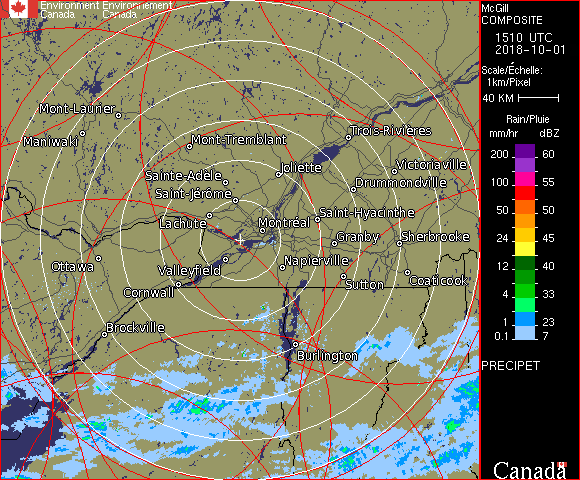 Environment Environnement
Canada Canada
Mont-Laurier
Maniwaki
Mont-Tremblant
Trois-Rivières
Sainte-Adèle
Joliette
Victoriaville
Saint-Jérôme
Drummondville
Lachute
Montréal
Saint-Hyacinthe
Granby
Sherbrooke
Ottawa
Valleyfield
Napierville
Cornwall
Sutton
Coaticook
Brockville
Burlington
McGill
COMPOSITE
1510 UTC
2018-10-01
Scale/Échelle:
1km/Pixel
40 KM
Rain/Pluie
mm/hr dBZ
200 60
150 57
100 55
50 50
24 45
12 40
4 33
1 23
0.1 7
PRECIPET
Canada